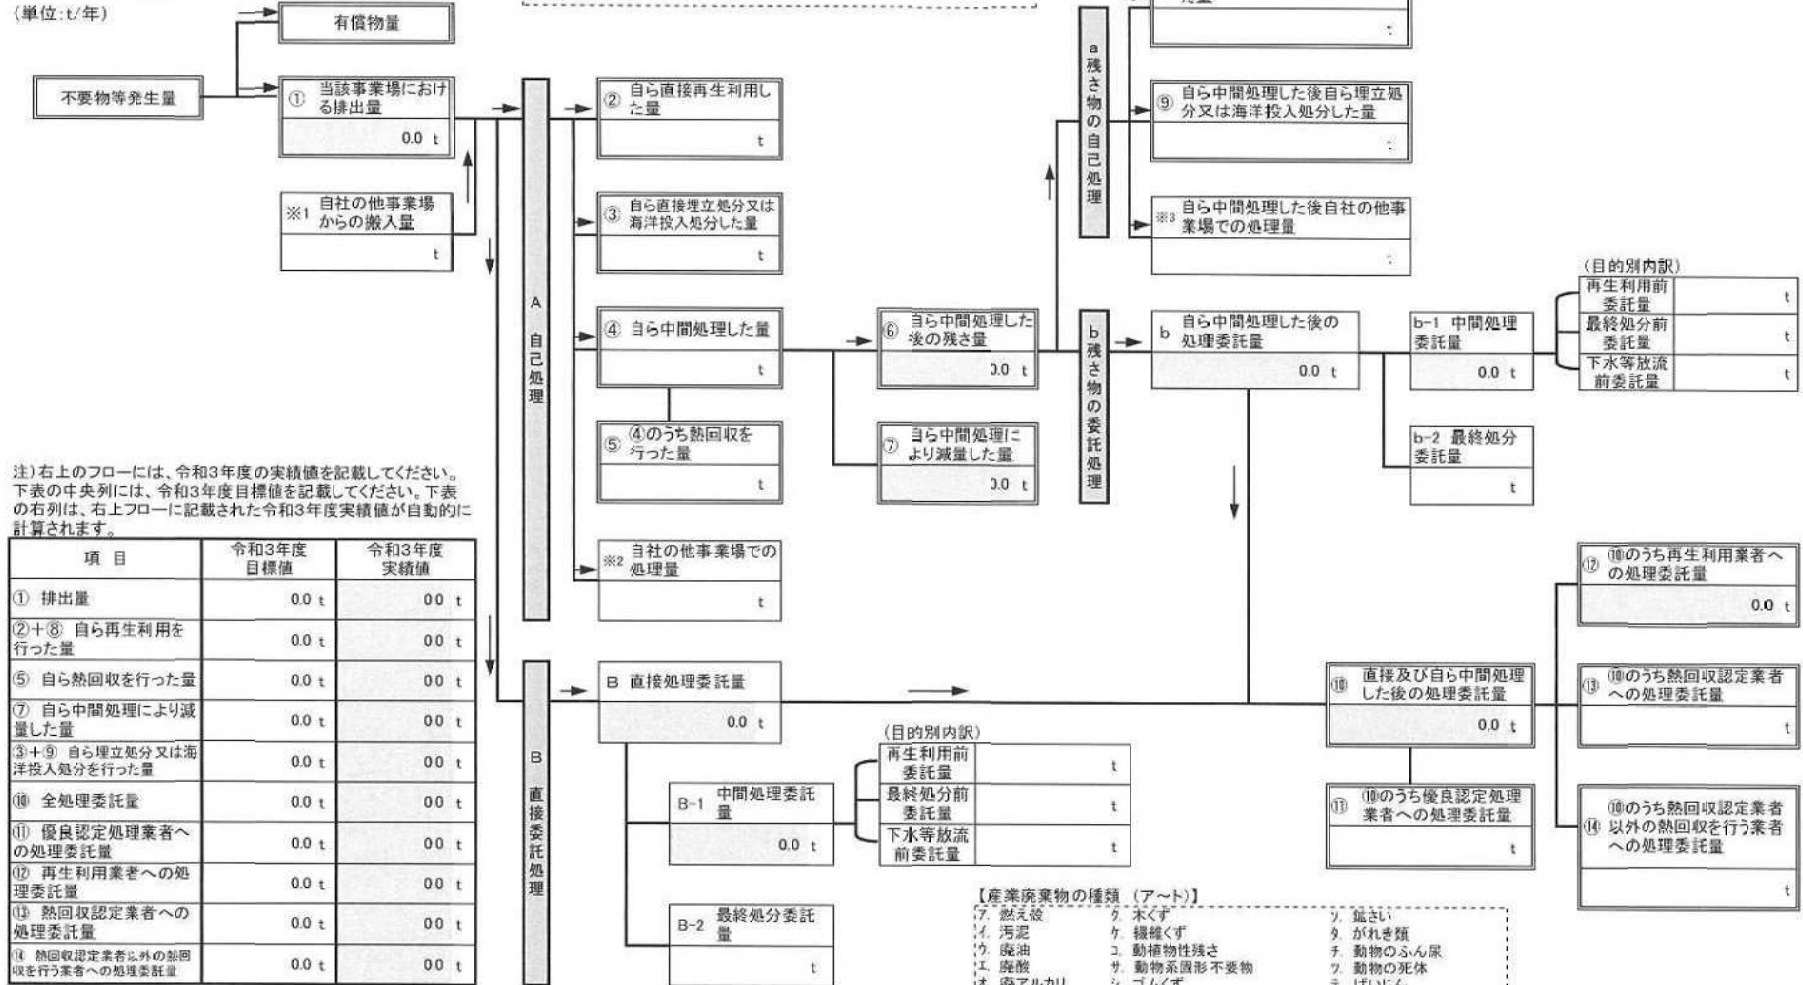 (単位:t/年)
有償物量
不要物等発生量
① 当該事業場におけ
る排出量
0.0 t
※1 自社の他事業場
からの搬入量
t
A 自己処理
② 自ら直接再生利用し
た量
t
③ 自ら直接埋立処分又は
海洋投入処分した量
t
④ 自ら中間処理した量
t
⑤ ④のうち熱回収を
行った量
t
※2 自社の他事業場での
処理量
t
⑥ 自ら中間処理した
後の残さ量
0.0 t
⑦ 自ら中間処理に
より減量した量
0.0 t
a 残さ物の自己処理
⑨ 自ら中間処理した後自ら埋立処
分又は海洋投入処分した量
※3 自ら中間処理した後自社の他事
業場での処理量
b 残さ物の委託処理
b 自ら中間処理した後の
処理委託量
0.0 t
b-1 中間処理
委託量
0.0 t
(目的別内訳)
再生利用前
委託量 t
最終処分前
委託量 t
下水等放流
前委託量 t
b-2 最終処分
委託量
t
注)右上のフローには、令和3年度の実績値を記載してください。
下表の中央列には、令和3年度目標値を記載してください。下表
の右列は、右上フローに記載された令和3年度実績値が自動的に
計算されます。
項 目 令和3年度
目標値 令和3年度
実績値
① 排出量 0.0 t 00 t
②+⑧ 自ら再生利用を
行った量 0.0 t 00 t
⑤ 自ら熱回収を行った量 0.0 t 00 t
⑦ 自ら中間処理により減
量した量 0.0 t 00 t
③+⑨ 自ら埋立処分又は海
洋投入処分を行った量 0.0 t 00 t
⑩ 全処理委託量 0.0 t 00 t
⑪ 優良認定処理業者へ
の処理委託量 0.0 t 00 t
⑫ 再生利用業者への処
理委託量 0.0 t 00 t
⑬ 熱回収認定業者への
処理委託量 0.0 t 00 t
⑭ 熱回収認定業者以外の熱回
収を行う業者への処理委託量 0.0 t 00 t
B 直接委託処理
B 直接処理委託量
0.0 t
B-1 中間処理委託
量
0.0 t
(目的別内訳)
再生利用前
委託量 t
最終処分前
委託量 t
下水等放流
前委託量 t
B-2 最終処分委託
量
t
⑩ 直接及び自ら中間処理
した後の処理委託量
0.0 t
⑪ ⑩のうち優良認定処理
業者への処理委託量
t
⑫ ⑩のうち再生利用業者へ
の処理委託量
0.0 t
⑬ ⑩のうち熱回収認定業者
への処理委託量
t
⑭ ⑩のうち熱回収認定業者
以外の熱回収を行う業者
への処理委託量
t
【産業廃棄物の種類 (ア～ト)】
ア. 燃え殻 ク. 木くず ソ. 鉱さい
イ. 汚泥 ケ. 繊維くず タ. がれき類
ウ. 廃油 コ. 動植物性残さ チ. 動物のふん尿
エ. 廃酸 サ. 動物系固形不要物 ツ. 動物の死体
オ. 廃アルカリ シ. ゴムくず テ. ばいじん